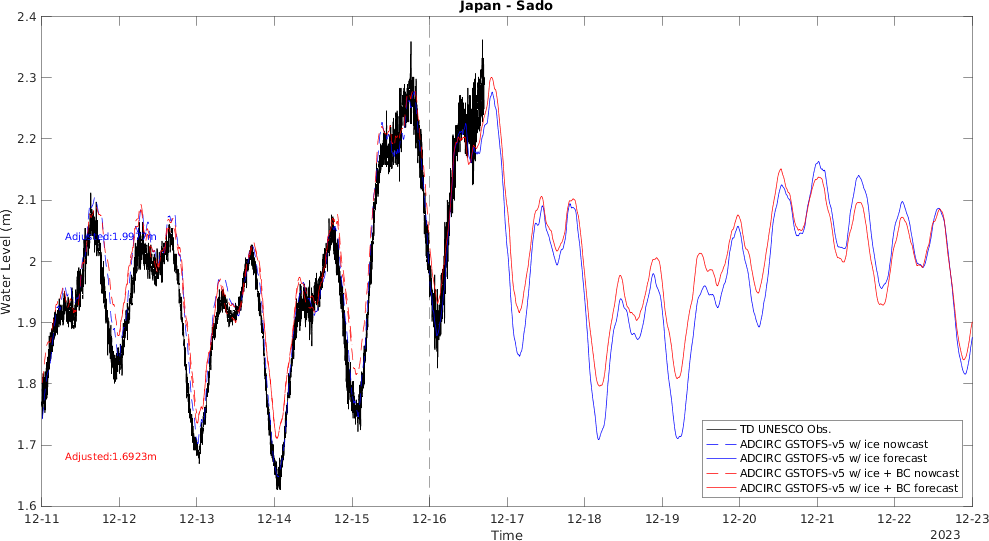 Japan - Sado
2.4
2.3
2.2
2.1
2
1.9
1.8
1.7
1.6
Water Level (m)
Adjusted:1.6923m
TD UNESCO Obs.
ADCIRC GSTOFS-v5 w/ ice nowcast
ADCIRC GSTOFS-v5 w/ ice forecast
ADCIRC GSTOFS-v5 w/ ice + BC nowcast
ADCIRC GSTOFS-v5 w/ ice + BC forecast
12-11 12-12 12-13 12-14 12-15 12-16 12-17 12-18 12-19 12-20 12-21 12-22 12-23
Time
2023